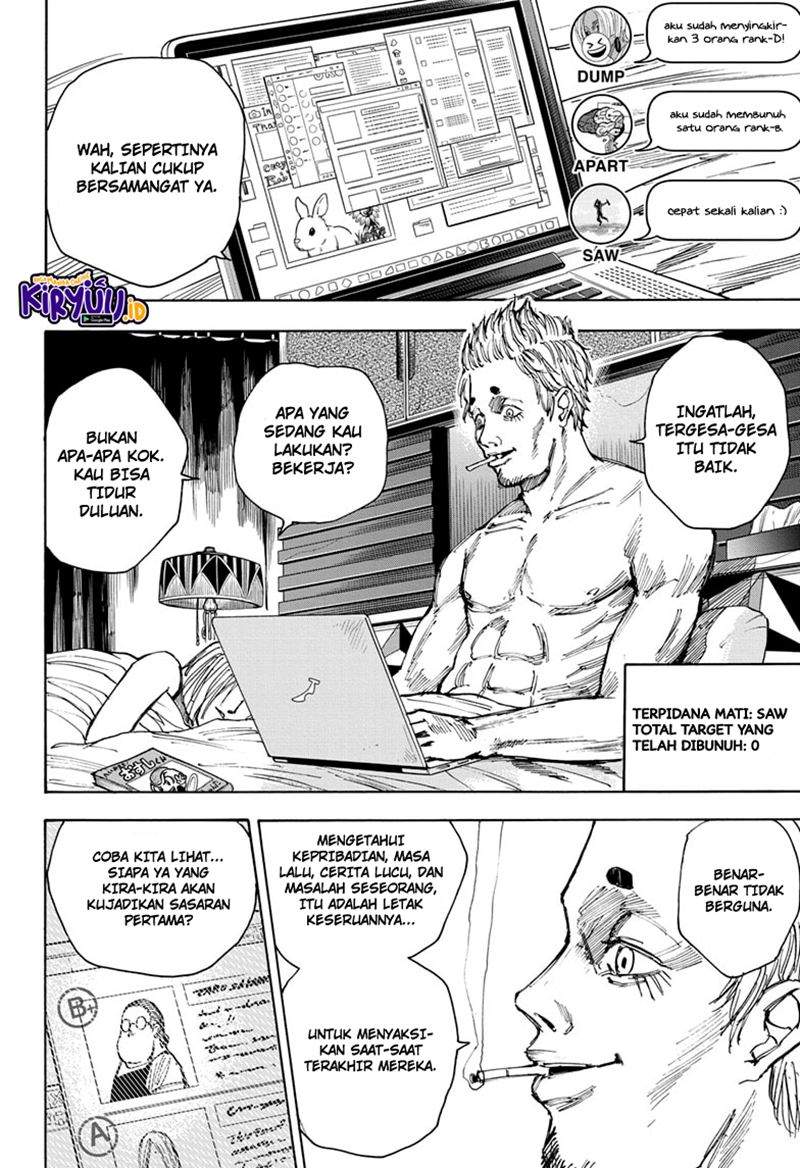 aku sudah menyingkir-
kan 3 orang rank-D!
DUMP
aku sudah membunuh
satu orang rank-B.
APART
cepat sekali kalian :)
SAW
WAH, SEPERTINYA
KALIAN CUKUP
BERSAMANGAT YA.
KIRYUU.id
INGATLAH,
TERGESA-GESA
ITU TIDAK
BAIK.
APA YANG
SEDANG KAU
LAKUKAN?
BEKERJA?
BUKAN
APA-APA KOK.
KAU BISA
TIDUR
DULUAN.
TERPIDANA MATI: SAW
TOTAL TARGET YANG
TELAH DIBUNUH: 0
BENAR-
BENAR TIDAK
BERGUNA.
MENGETAHUI
KEPRIBADIAN, MASA
LALU, CERITA LUCU, DAN
MASALAH SESEORANG,
ITU ADALAH LETAK
KESERUANNYA...
UNTUK MENYAKSI-
KAN SAAT-SAAT
TERAKHIR MEREKA.
COBA KITA LIHAT...
SIAPA YA YANG
KIRA-KIRA AKAN
KUJADIKAN SASARAN
PERTAMA?
B+
A